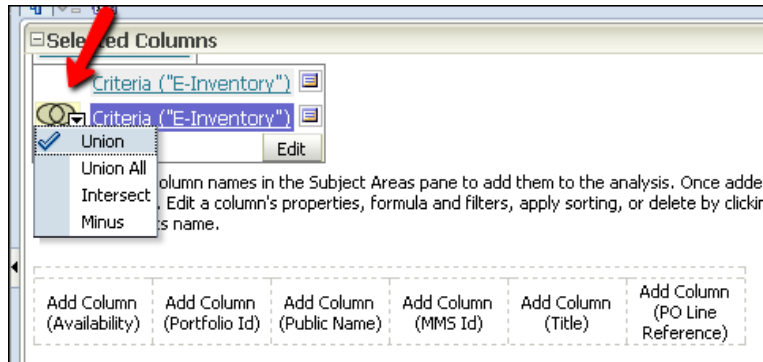 Selected Columns
Criteria ("E-Inventory")
Criteria ("E-Inventory")
Union
Edit
Union All
Intersect
Minus
olumn names in the Subject Areas pane to add them to the analysis. Once adde
. Edit a column's properties, formula and filters, apply sorting, or delete by clickin
s name.
Add Column
(Availability)
Add Column
(Portfolio Id)
Add Column
(Public Name)
Add Column
(MMS Id)
Add Column
(Title)
Add Column
(PO Line
Reference)